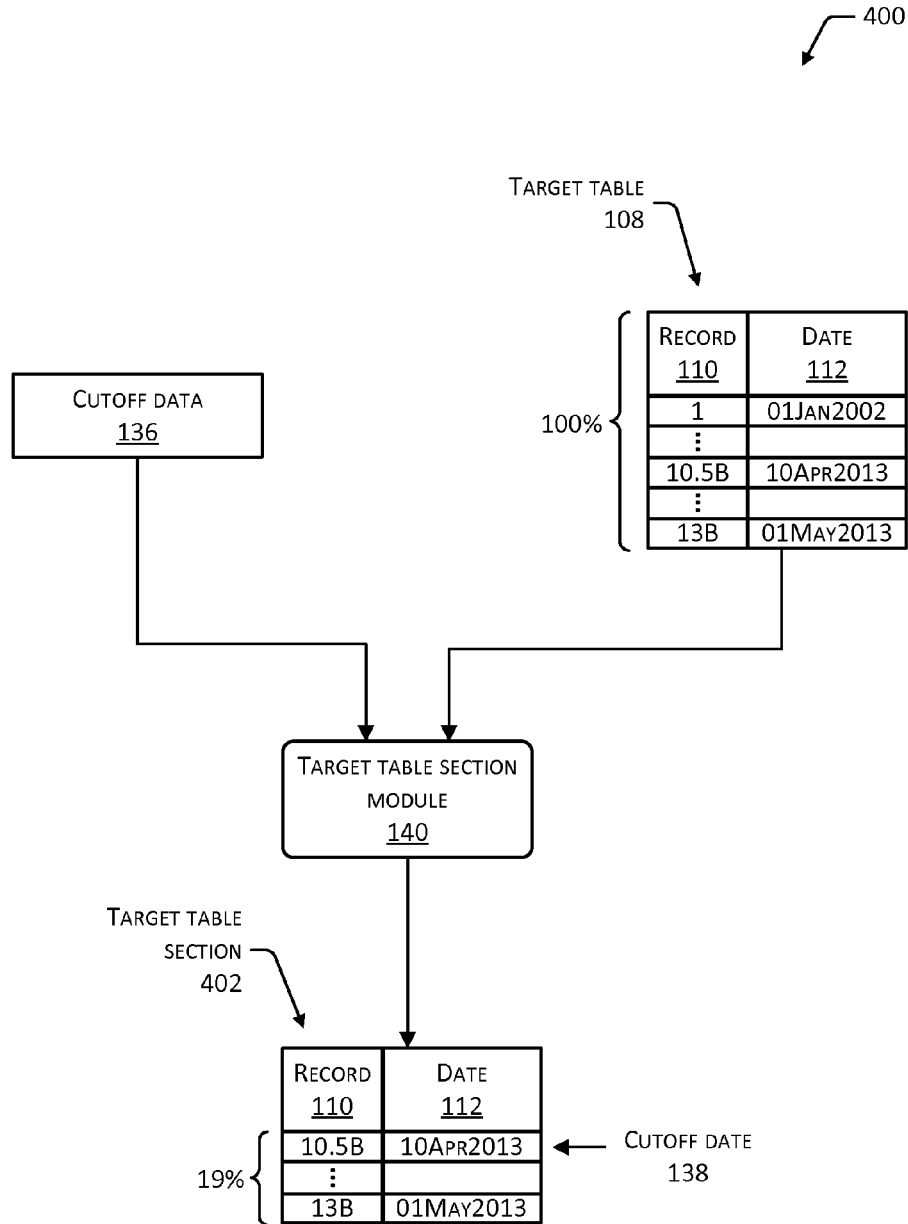 400
TARGET TABLE
108
RECORD DATE
110 112
100%
1 01JAN2002
⋮
10.5B 10APR2013
⋮
13B 01MAY2013
CUTOFF DATA
136
TARGET TABLE SECTION
MODULE
140
TARGET TABLE
SECTION
402
RECORD DATE
110 112
10.5B 10APR2013
19% ⋮
13B 01MAY2013
CUTOFF DATE
138